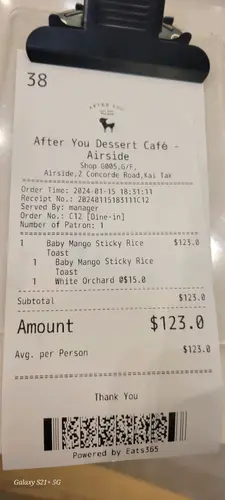 38
AFTER YOU
After You Dessert Café -
Airside
Shop G005,G/F,
Airside,2 Concorde Road,Kai Tak
Order Time: 2024-01-15 18:31:11
Receipt No.: 20240115183111C12
Served By: manager
Order No.: C12 [Dine-in]
Number of Patron: 1
1 Baby Mango Sticky Rice $123.0
Toast
1 Baby Mango Sticky Rice
Toast
1 White Orchard @$15.0
Subtotal $123.0
Amount $123.0
Avg. per Person $123.0
Thank You
Powered by Eats365
Galaxy S21+ 5G